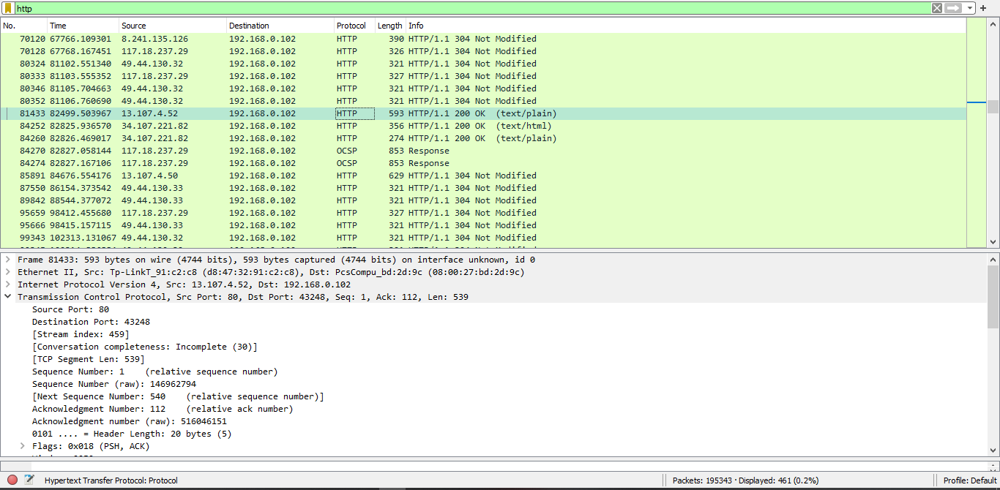 http
+
No. Time Source Destination Protocol Length Info
70120 67766.109301 8.241.135.126 192.168.0.102 HTTP 390 HTTP/1.1 304 Not Modified
70128 67768.167451 117.18.237.29 192.168.0.102 HTTP 326 HTTP/1.1 304 Not Modified
80324 81102.551340 49.44.130.32 192.168.0.102 HTTP 321 HTTP/1.1 304 Not Modified
80333 81103.555352 117.18.237.29 192.168.0.102 HTTP 327 HTTP/1.1 304 Not Modified
80346 81105.704663 49.44.130.32 192.168.0.102 HTTP 321 HTTP/1.1 304 Not Modified
80352 81106.760690 49.44.130.32 192.168.0.102 HTTP 321 HTTP/1.1 304 Not Modified
81433 82499.503967 13.107.4.52 192.168.0.102 HTTP 593 HTTP/1.1 200 OK (text/plain)
84252 82825.936570 34.107.221.82 192.168.0.102 HTTP 356 HTTP/1.1 200 OK (text/html)
84260 82826.469017 34.107.221.82 192.168.0.102 HTTP 274 HTTP/1.1 200 OK (text/plain)
84270 82827.058144 117.18.237.29 192.168.0.102 OCSP 853 Response
84274 82827.167106 117.18.237.29 192.168.0.102 OCSP 853 Response
85891 84676.554176 13.107.4.50 192.168.0.102 HTTP 629 HTTP/1.1 304 Not Modified
87550 86154.373542 49.44.130.33 192.168.0.102 HTTP 321 HTTP/1.1 304 Not Modified
89842 88544.377072 49.44.130.33 192.168.0.102 HTTP 321 HTTP/1.1 304 Not Modified
95659 98412.455680 117.18.237.29 192.168.0.102 HTTP 327 HTTP/1.1 304 Not Modified
95666 98415.157115 49.44.130.33 192.168.0.102 HTTP 321 HTTP/1.1 304 Not Modified
99343 102313.131067 49.44.130.32 192.168.0.102 HTTP 321 HTTP/1.1 304 Not Modified
Frame 81433: 593 bytes on wire (4744 bits), 593 bytes captured (4744 bits) on interface unknown, id 0
Ethernet II, Src: Tp-LinkT_91:c2:c8 (d8:47:32:91:c2:c8), Dst: PcsCompu_bd:2d:9c (08:00:27:bd:2d:9c)
Internet Protocol Version 4, Src: 13.107.4.52, Dst: 192.168.0.102
Transmission Control Protocol, Src Port: 80, Dst Port: 43248, Seq: 1, Ack: 112, Len: 539
Source Port: 80
Destination Port: 43248
[Stream index: 459]
[Conversation completeness: Incomplete (30)]
[TCP Segment Len: 539]
Sequence Number: 1 (relative sequence number)
Sequence Number (raw): 146962794
[Next Sequence Number: 540 (relative sequence number)]
Acknowledgment Number: 112 (relative ack number)
Acknowledgment number (raw): 516046151
0101 .... = Header Length: 20 bytes (5)
Flags: 0x018 (PSH, ACK)
Hypertext Transfer Protocol: Protocol
Packets: 195343 · Displayed: 461 (0.2%)
Profile: Default